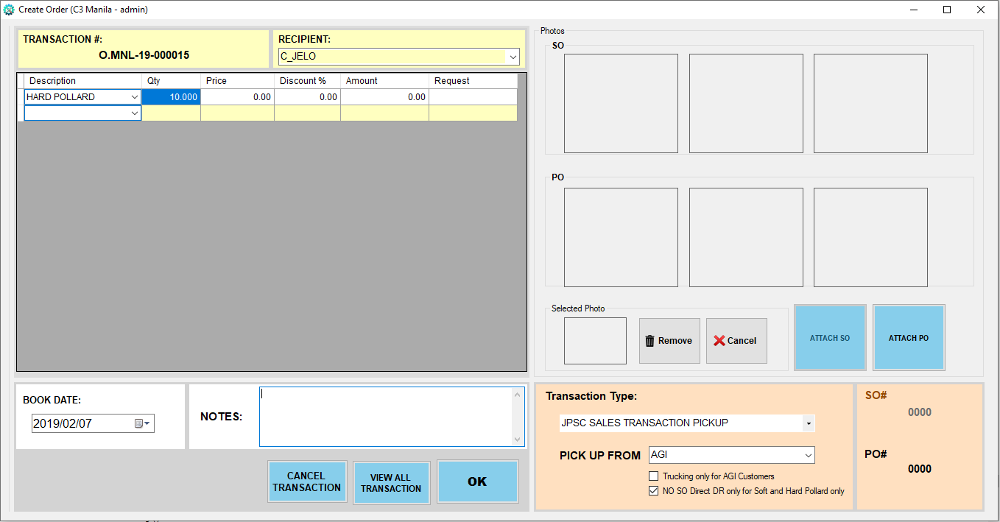 Create Order (C3 Manila - admin)
TRANSACTION #:
O.MNL-19-000015
RECIPIENT:
C_JELO
Description Qty Price Discount % Amount Request
HARD POLLARD 10.000 0.00 0.00 0.00
BOOK DATE:
2019/02/07
NOTES:
CANCEL
TRANSACTION
VIEW ALL
TRANSACTION
OK
Photos
SO
PO
Selected Photo
Remove
Cancel
ATTACH SO
ATTACH PO
Transaction Type:
JPSC SALES TRANSACTION PICKUP
PICK UP FROM
AGI
Trucking only for AGI Customers
NO SO Direct DR only for Soft and Hard Pollard only
SO#
0000
PO#
0000